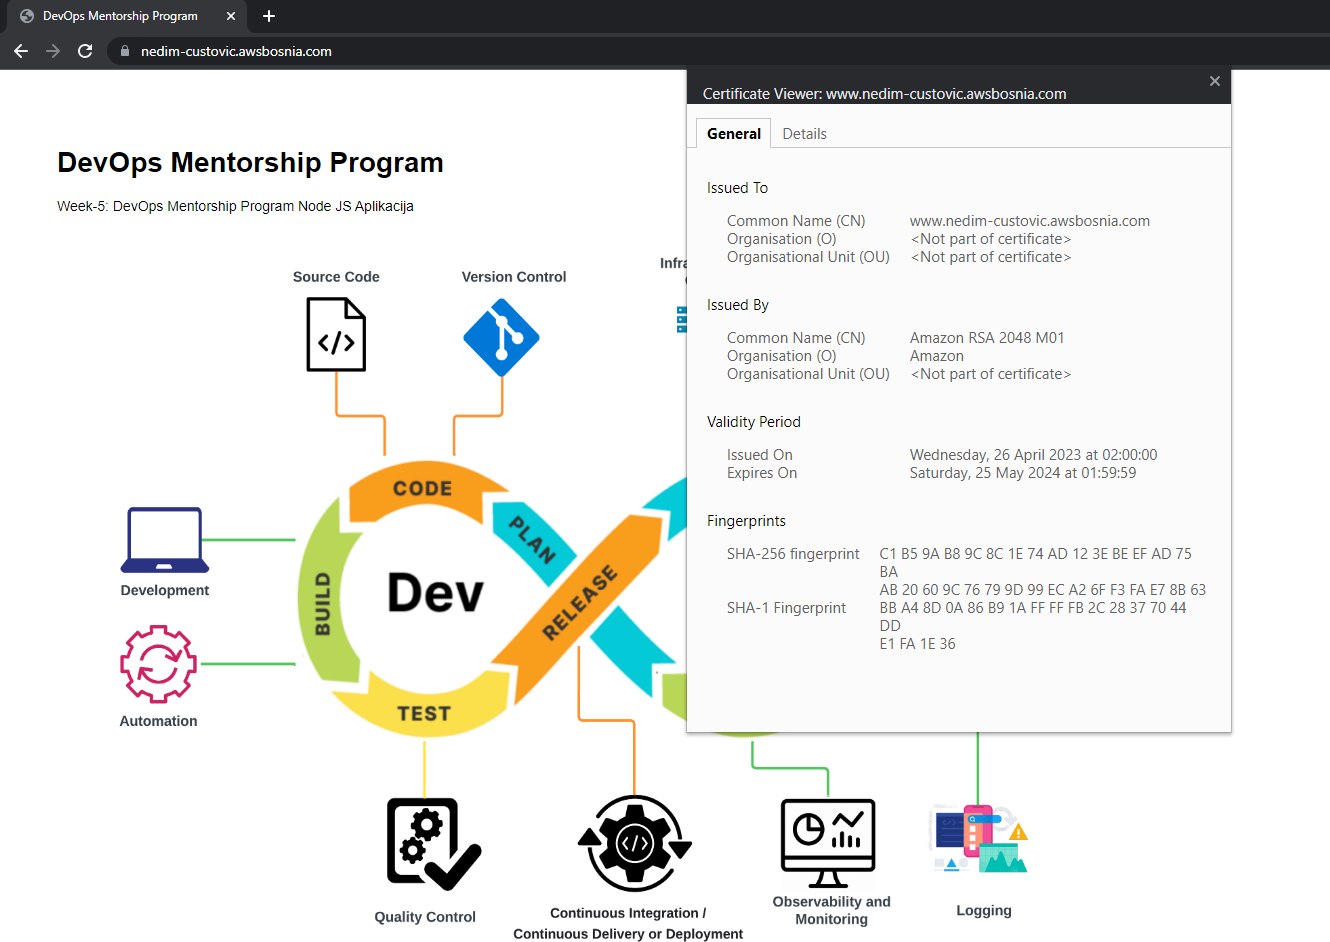 DevOps Mentorship Program
nedim-custovic.awsbosnia.com
Certificate Viewer: www.nedim-custovic.awsbosnia.com
General
Details
Issued To
Common Name (CN) www.nedim-custovic.awsbosnia.com
Organisation (O) <Not part of certificate>
Organisational Unit (OU) <Not part of certificate>
Issued By
Common Name (CN) Amazon RSA 2048 M01
Organisation (O) Amazon
Organisational Unit (OU) <Not part of certificate>
Validity Period
Issued On Wednesday, 26 April 2023 at 02:00:00
Expires On Saturday, 25 May 2024 at 01:59:59
Fingerprints
SHA-256 fingerprint C1 B5 9A B8 9C 8C 1E 74 AD 12 3E BE EF AD 75
BA
AB 20 60 9C 76 79 9D 99 EC A2 6F F3 FA E7 8B 63
SHA-1 Fingerprint BB A4 8D 0A 86 B9 1A FF FF FB 2C 28 37 70 44
DD
E1 FA 1E 36
DevOps Mentorship Program
Week-5: DevOps Mentorship Program Node JS Aplikacija
Source Code
Version Control
Infra
</>
CODE
PLAN
BUILD
Dev
RELEASE
TEST
Development
Automation
</>
Quality Control
Continuous Integration /
Continuous Delivery or Deployment
Observability and
Monitoring
Logging